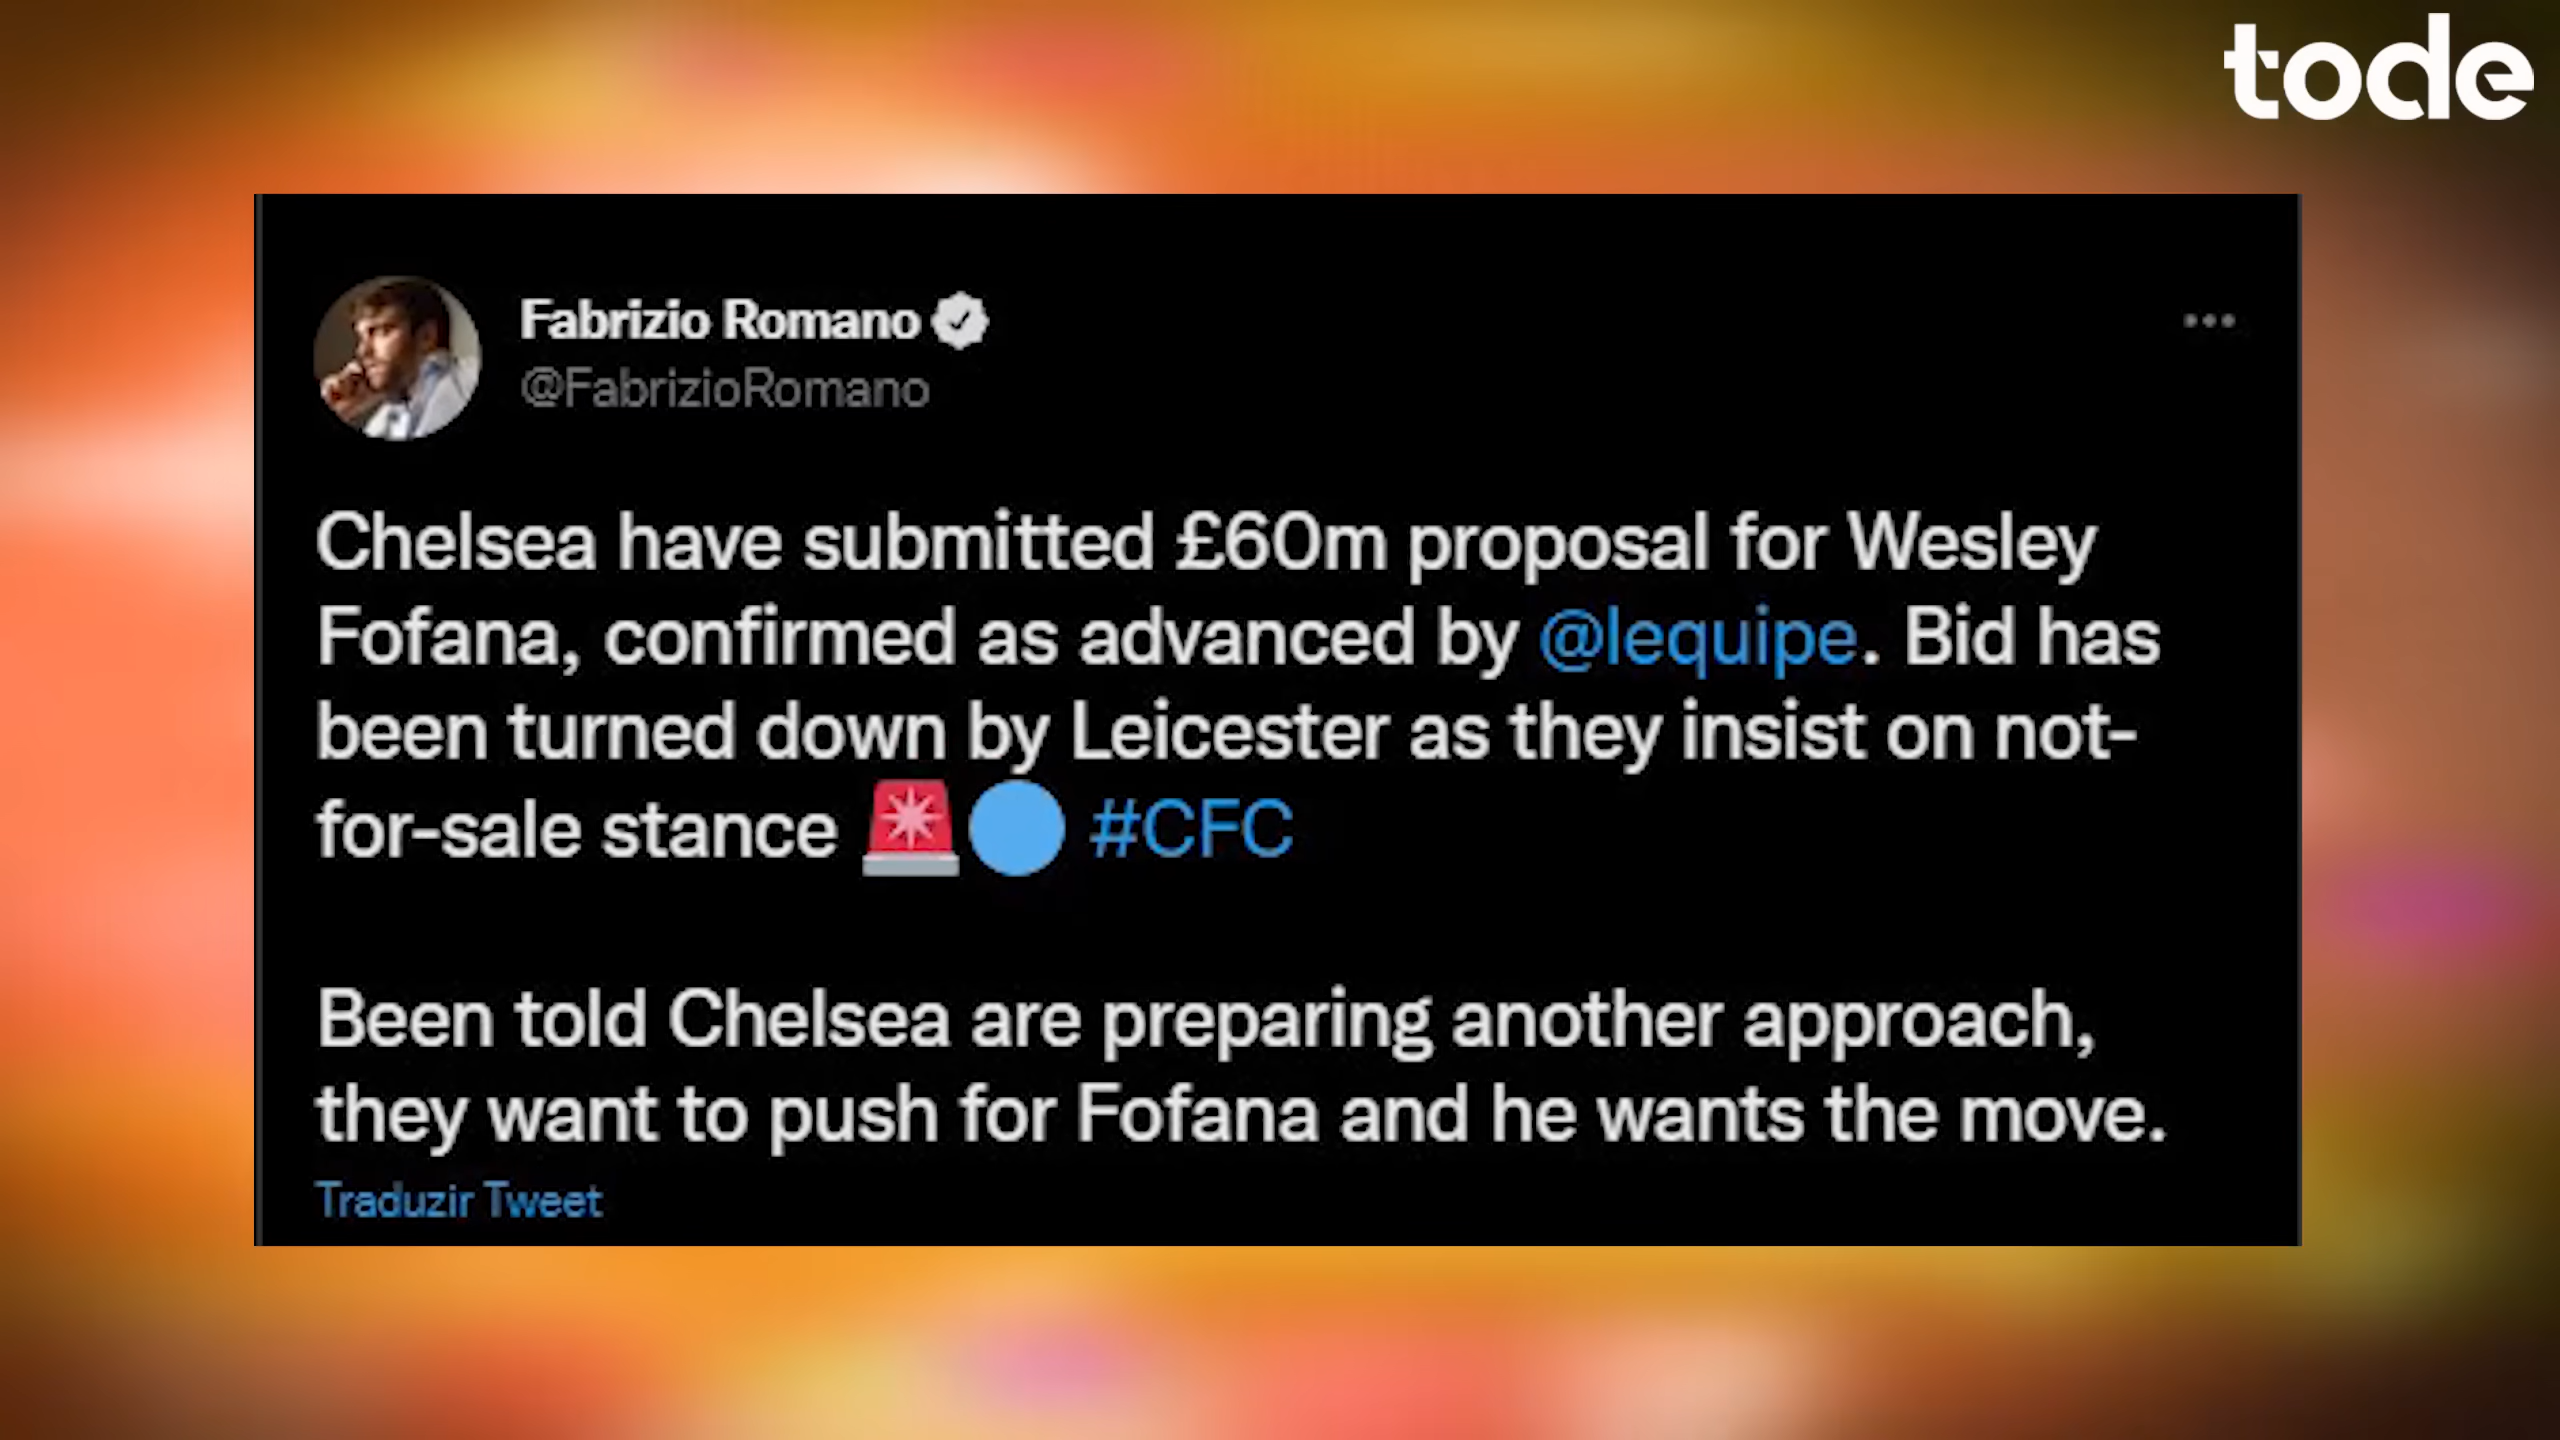 tode
Fabrizio Romano
@FabrizioRomano
Chelsea have submitted £60m proposal for Wesley
Fofana, confirmed as advanced by @lequipe. Bid has
been turned down by Leicester as they insist on not-
for-sale stance 🚨🔵 #CFC
Been told Chelsea are preparing another approach,
they want to push for Fofana and he wants the move.
Traduzir Tweet